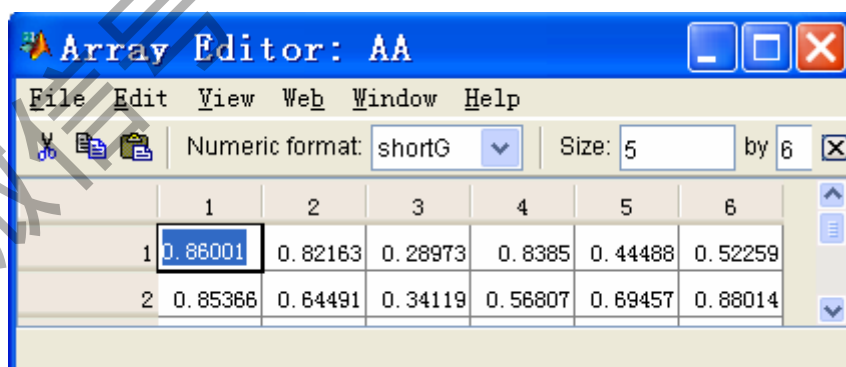 Array Editor: AA
File Edit View Web Window Help
Numeric format: shortG Size: 5 by 6
1 2 3 4 5 6
1 0.86001 0.82163 0.28973 0.8385 0.44488 0.52259
2 0.85366 0.64491 0.34119 0.56807 0.69457 0.88014